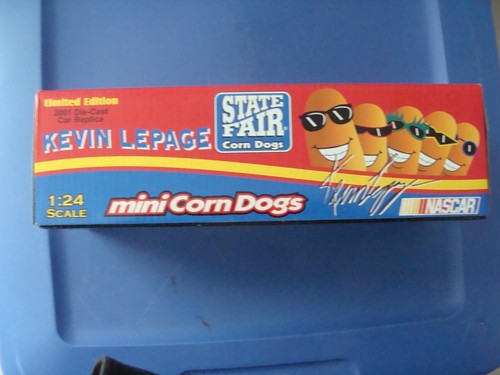 Limited Edition
2001 Die-Cast
Car Replica
KEVIN LEPAGE
STATE
FAIR
Corn Dogs
1:24
SCALE
mini Corn Dogs
NASCAR